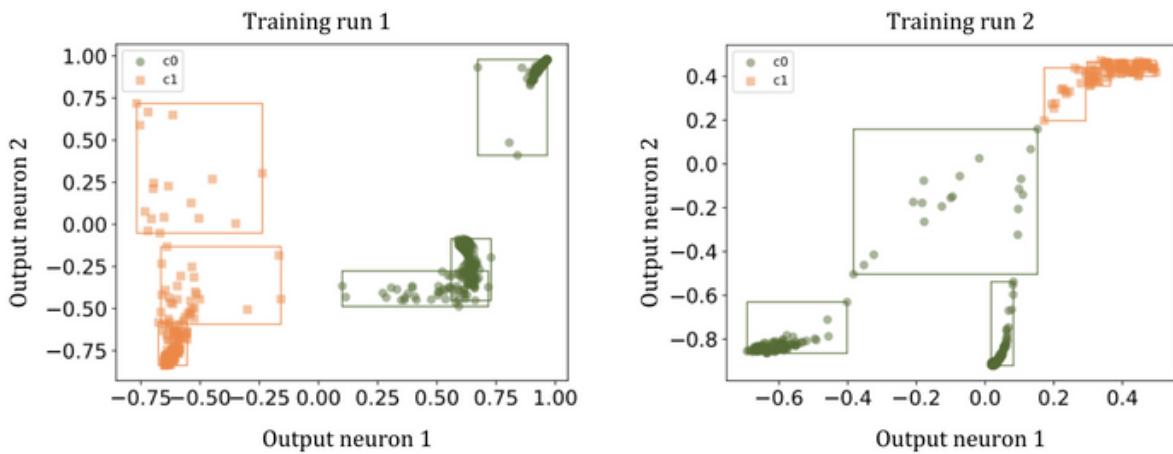 Training run 1
1.00
0.75
0.50
0.25
0.00
−0.25
−0.50
−0.75
Output neuron 2
c0
c1
−0.75 −0.50 −0.25 0.00 0.25 0.50 0.75 1.00
Output neuron 1
Training run 2
0.4
0.2
0.0
−0.2
−0.4
−0.6
−0.8
Output neuron 2
c0
c1
−0.6 −0.4 −0.2 0.0 0.2 0.4
Output neuron 1